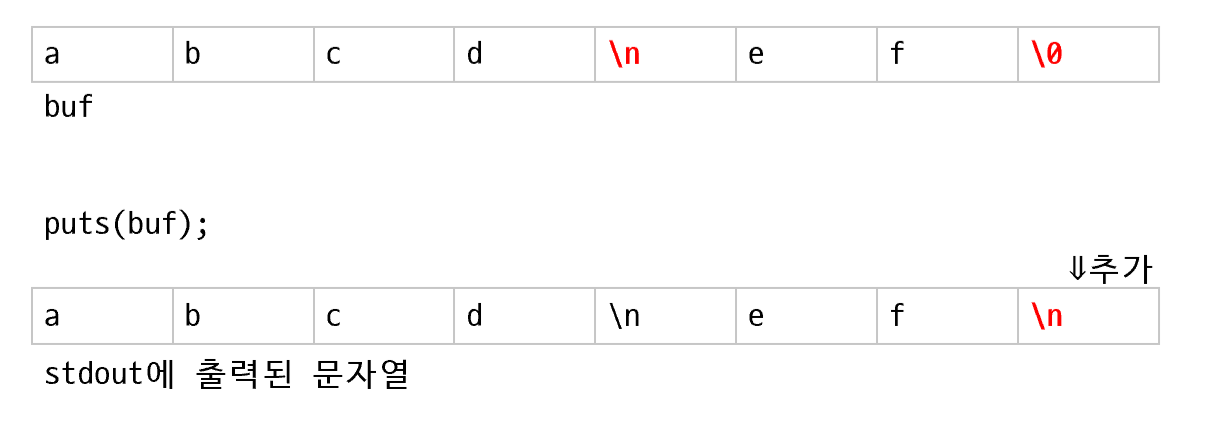 a b c d \n e f \0
buf
puts(buf);
⇓추가
a b c d \n e f \n
stdout에 출력된 문자열